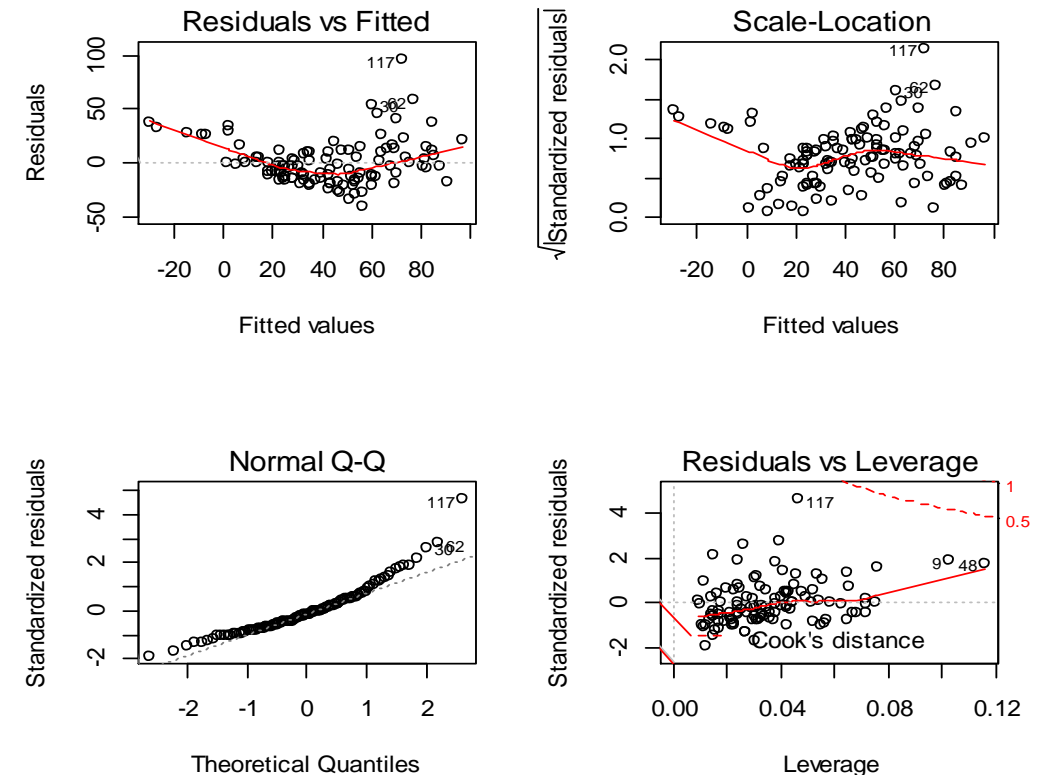 Residuals vs Fitted
Residuals
100
50
0
-50
117
30
62
-20 0 20 40 60 80
Fitted values
Scale-Location
√|Standardized residuals|
2.0
1.0
0.0
117
30
62
-20 0 20 40 60 80
Fitted values
Normal Q-Q
Standardized residuals
4
2
0
-2
117
30
62
-2 -1 0 1 2
Theoretical Quantiles
Residuals vs Leverage
Standardized residuals
4
2
0
-2
117
9
48
1
0.5
Cook's distance
0.00 0.04 0.08 0.12
Leverage